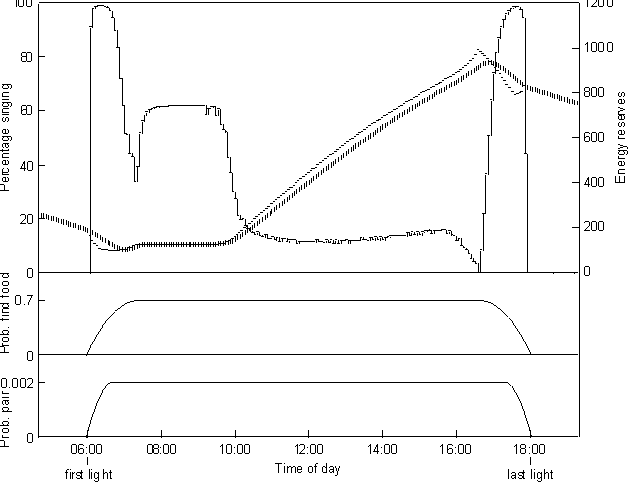 100
80
60
40
20
0
Percentage singing
1200
1000
800
600
400
200
0
Energy reserves
0.7
0
Prob. find food
0.002
0
Prob. pair
06:00 08:00 10:00 12:00 14:00 16:00 18:00
first light Time of day last light